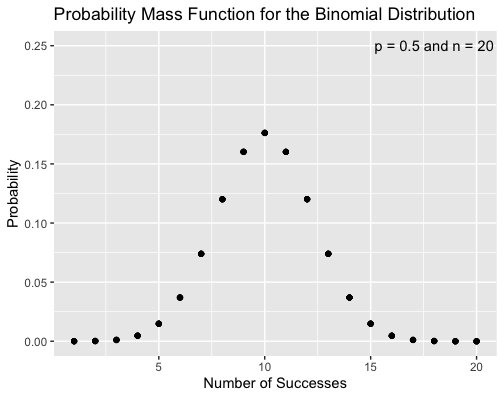 Probability Mass Function for the Binomial Distribution
p = 0.5 and n = 20
Probability
0.25
0.20
0.15
0.10
0.05
0.00
5 10 15 20
Number of Successes